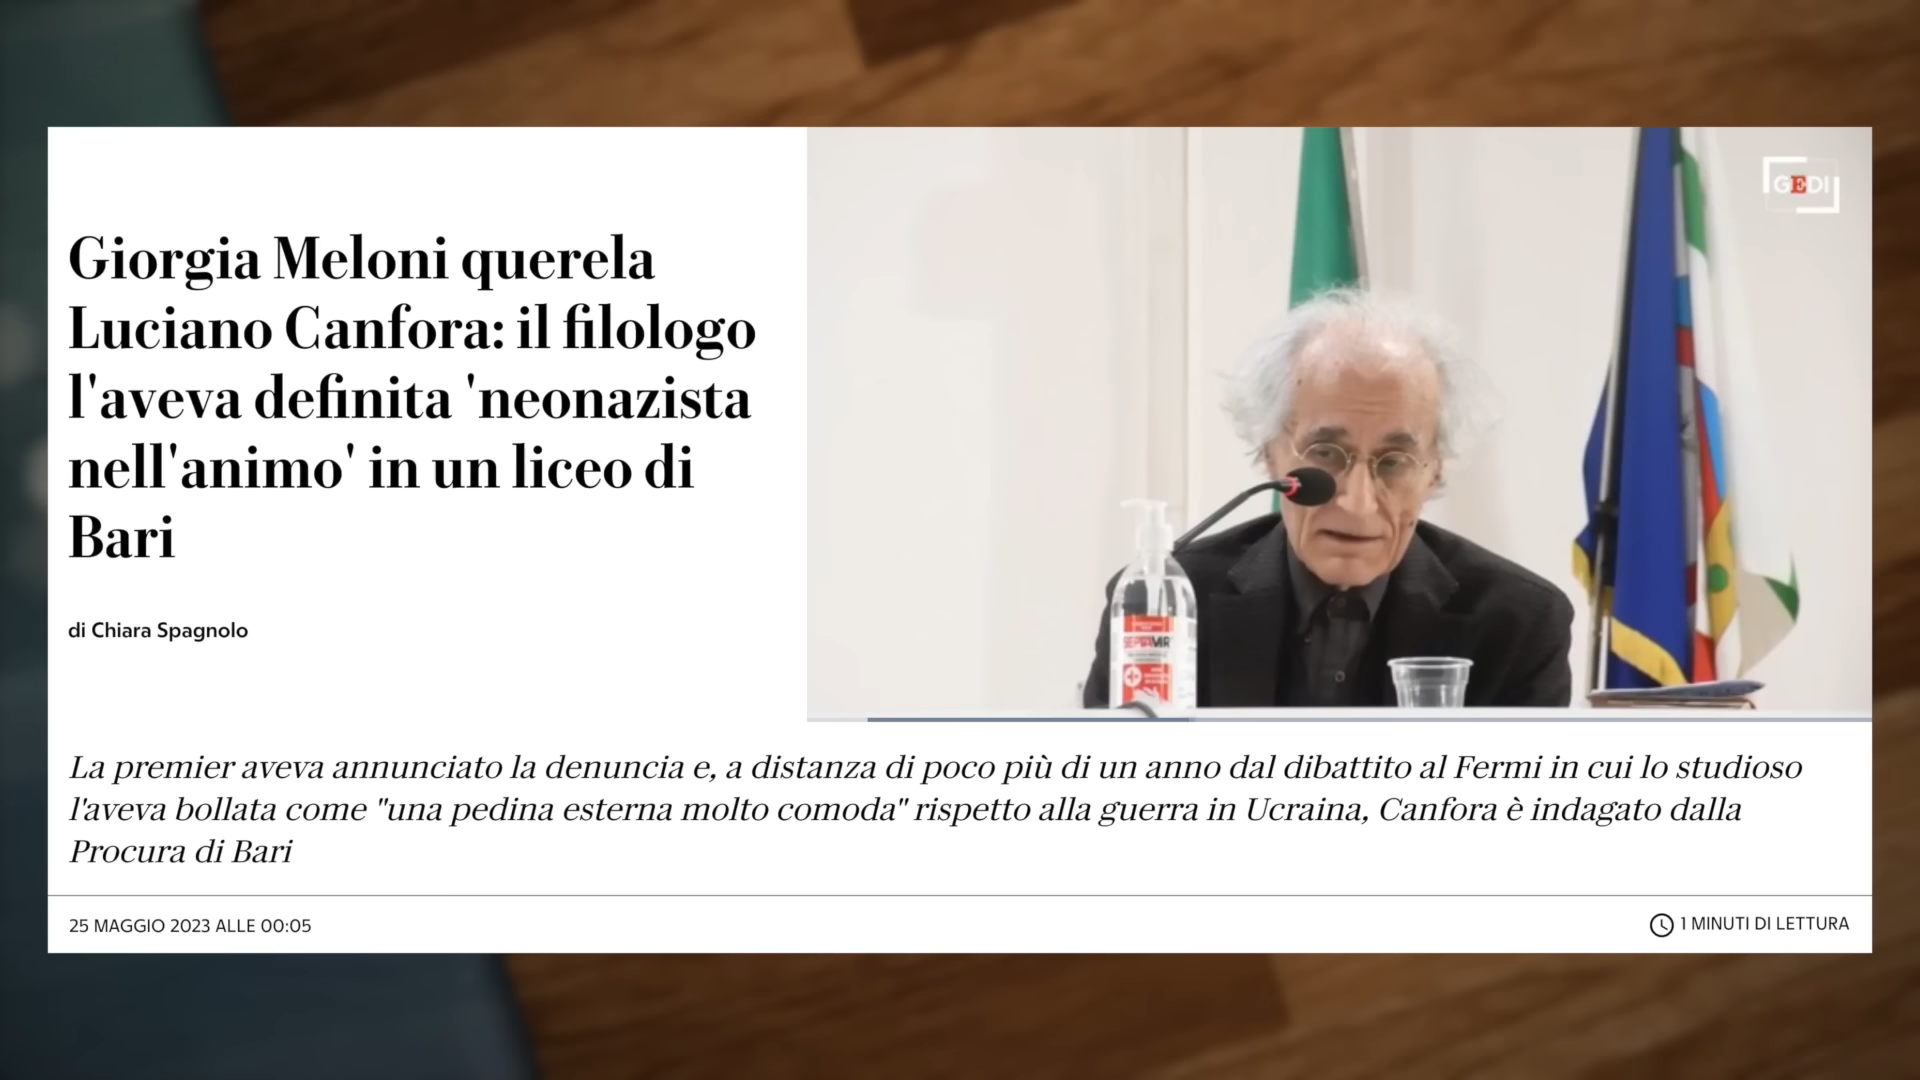 Giorgia Meloni querela
Luciano Canfora: il filologo
l'aveva definita 'neonazista
nell'animo' in un liceo di
Bari
di Chiara Spagnolo
GEDI
La premier aveva annunciato la denuncia e, a distanza di poco più di un anno dal dibattito al Fermi in cui lo studioso
l'aveva bollata come "una pedina esterna molto comoda" rispetto alla guerra in Ucraina, Canfora è indagato dalla
Procura di Bari
25 MAGGIO 2023 ALLE 00:05
1 MINUTI DI LETTURA